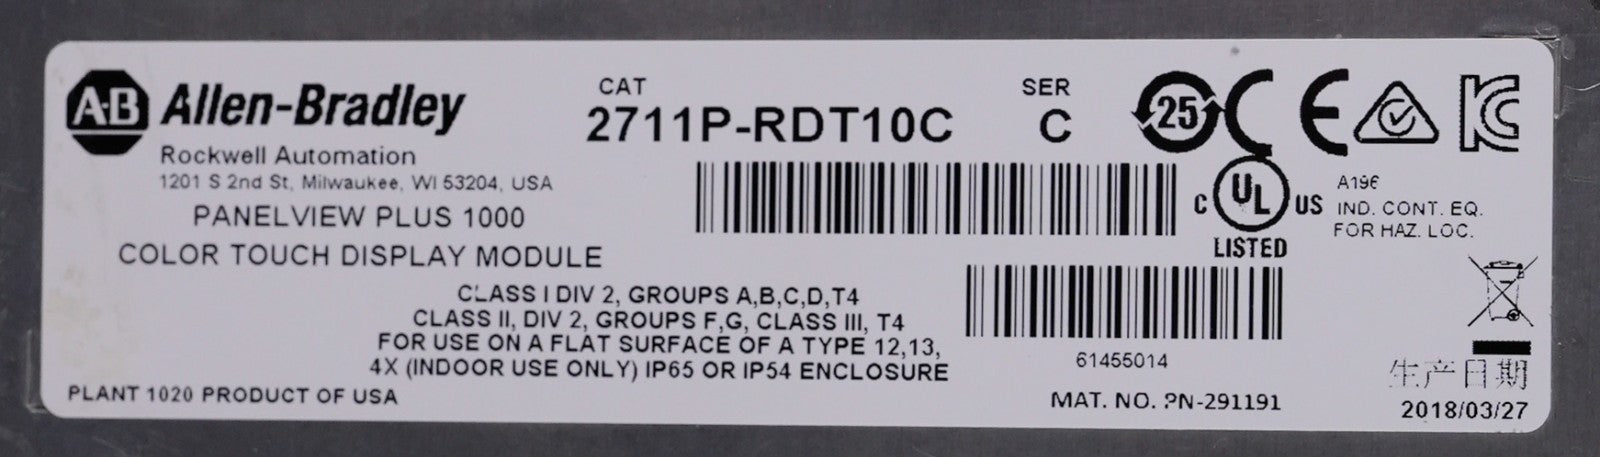 A-B Allen-Bradley
Rockwell Automation
1201 S 2nd St, Milwaukee, WI 53204, USA
PANELVIEW PLUS 1000
COLOR TOUCH DISPLAY MODULE
CAT
2711P-RDT10C
SER
C
25 CE KC
C UL US
LISTED
A196
IND. CONT. EQ.
FOR HAZ. LOC.
CLASS I DIV 2, GROUPS A,B,C,D,T4
CLASS II, DIV 2, GROUPS F,G, CLASS III, T4
FOR USE ON A FLAT SURFACE OF A TYPE 12,13,
4X (INDOOR USE ONLY) IP65 OR IP54 ENCLOSURE
PLANT 1020 PRODUCT OF USA
61455014
MAT. NO. PN-291191
生产日期
2018/03/27